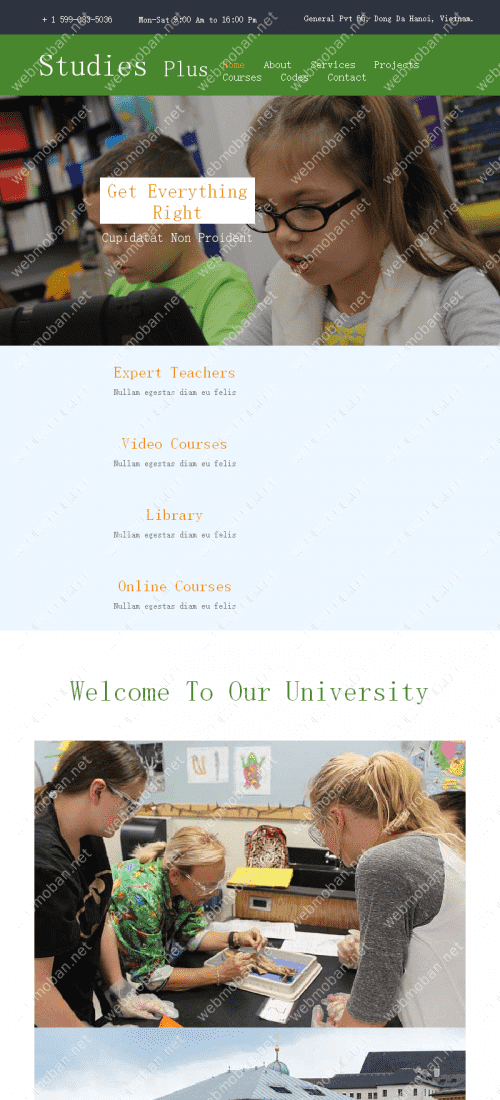 + 1 599-033-5036 Mon-Sat 9:00 Am to 16:00 Pm General Pvt Dong Da Hanoi, Vietnam.
Studies Plus
Home About Services Projects
Courses Codes Contact
Get Everything
Right
Cupidatat Non Proident
Expert Teachers
Nullam egestas diam eu felis
Video Courses
Nullam egestas diam eu felis
Library
Nullam egestas diam eu felis
Online Courses
Nullam egestas diam eu felis
Welcome To Our University
webmoban.net